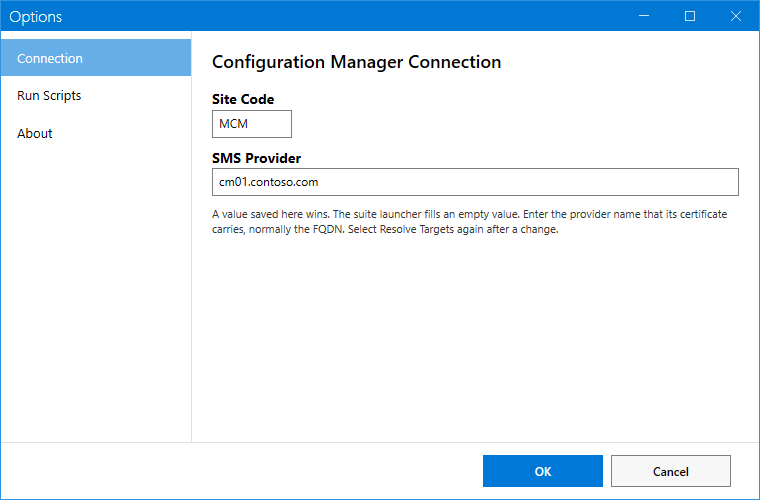 Options
Connection
Run Scripts
About
Configuration Manager Connection
Site Code
MCM
SMS Provider
cm01.contoso.com
A value saved here wins. The suite launcher fills an empty value. Enter the provider name that its certificate
carries, normally the FQDN. Select Resolve Targets again after a change.
OK
Cancel